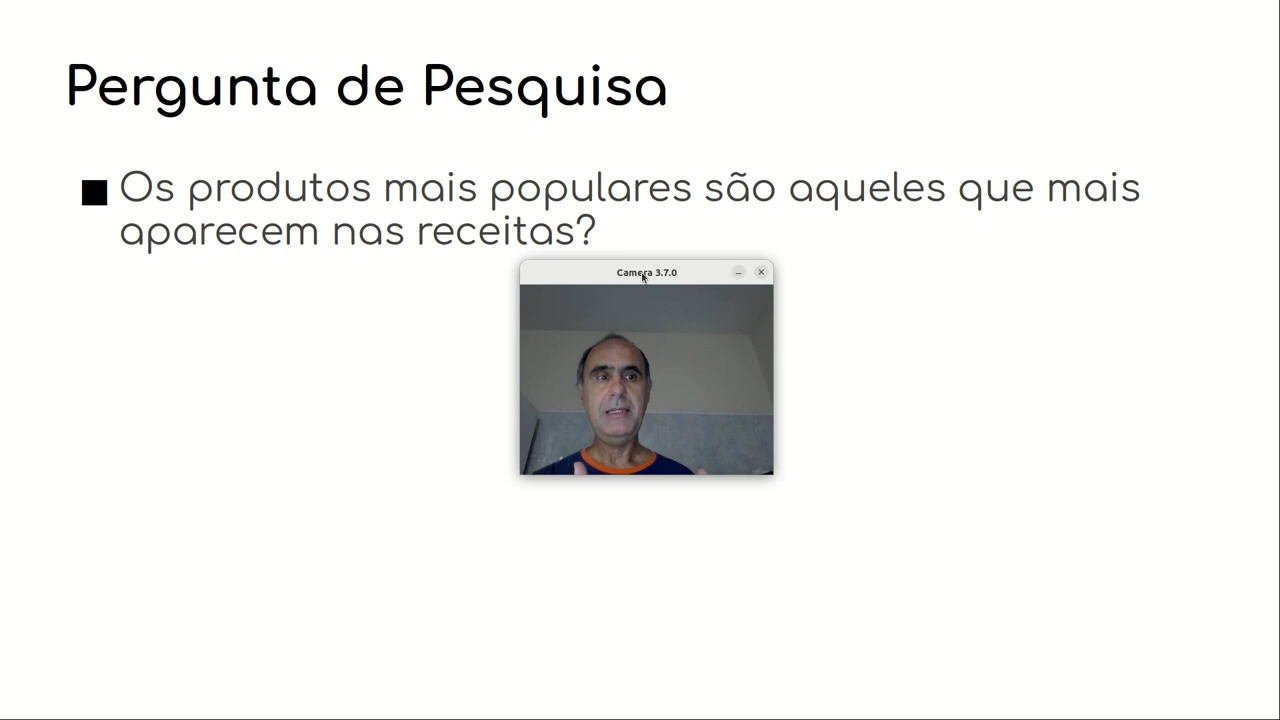 Pergunta de Pesquisa
Os produtos mais populares são aqueles que mais
aparecem nas receitas?
Camera 3.7.0